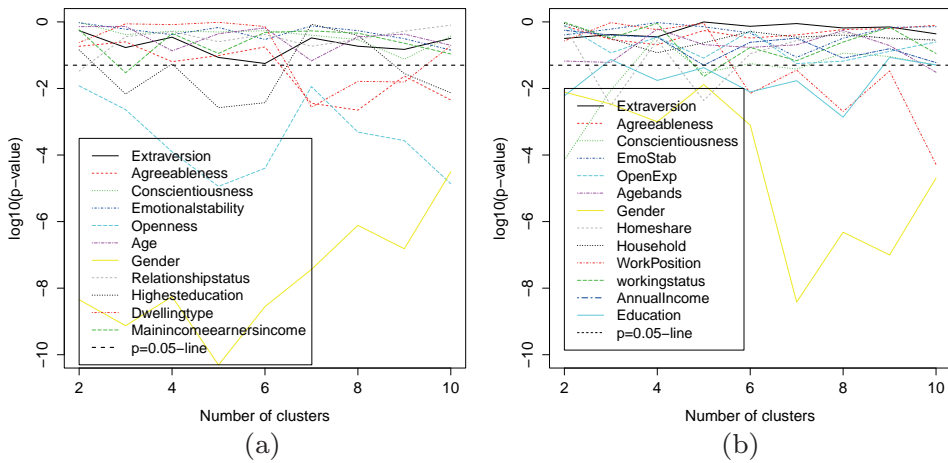 0
−2
−4
−6
−8
−10
log10(p−value)
Extraversion
Agreeableness
Conscientiousness
Emotionalstability
Openness
Age
Gender
Relationshipstatus
Highesteducation
Dwellingtype
Mainincomeearnersincome
p=0.05−line
2
4
6
8
10
Number of clusters
(a)
0
−2
−4
−6
−8
−10
log10(p−value)
Extraversion
Agreeableness
Conscientiousness
EmoStab
OpenExp
Agebands
Gender
Homeshare
Household
WorkPosition
workingstatus
AnnualIncome
Education
p=0.05−line
2
4
6
8
10
Number of clusters
(b)